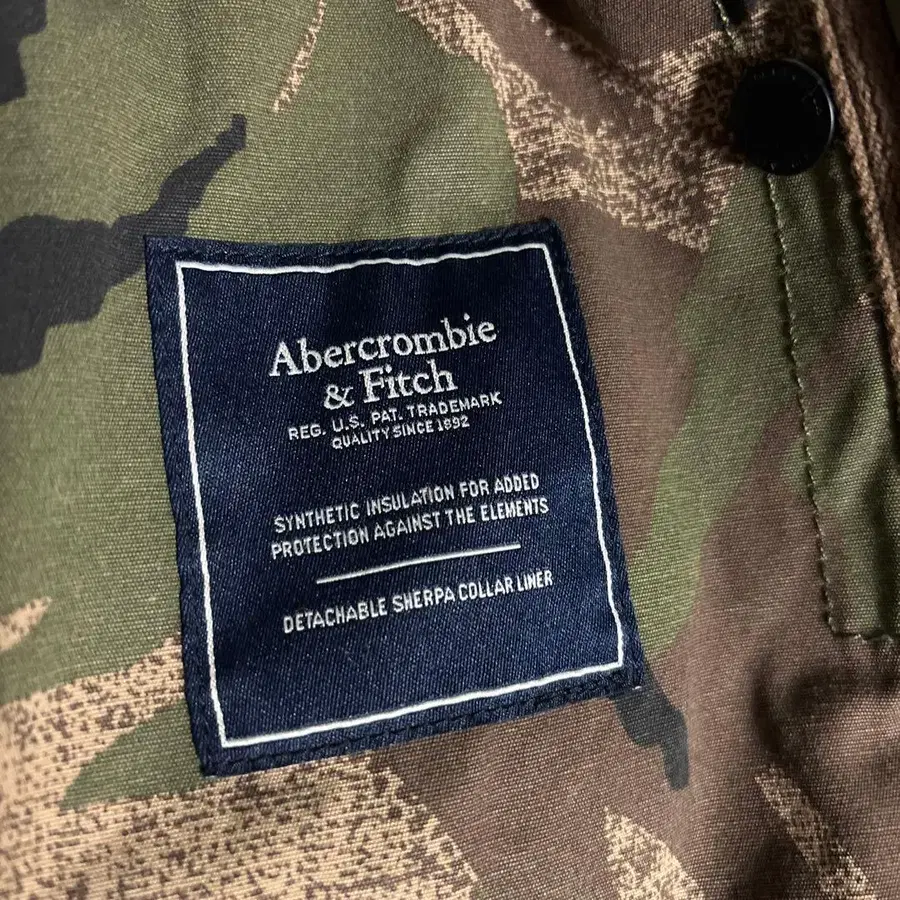 Abercrombie
& Fitch
REG. U.S. PAT. TRADEMARK
QUALITY SINCE 1892
SYNTHETIC INSULATION FOR ADDED
PROTECTION AGAINST THE ELEMENTS
DETACHABLE SHERPA COLLAR LINER